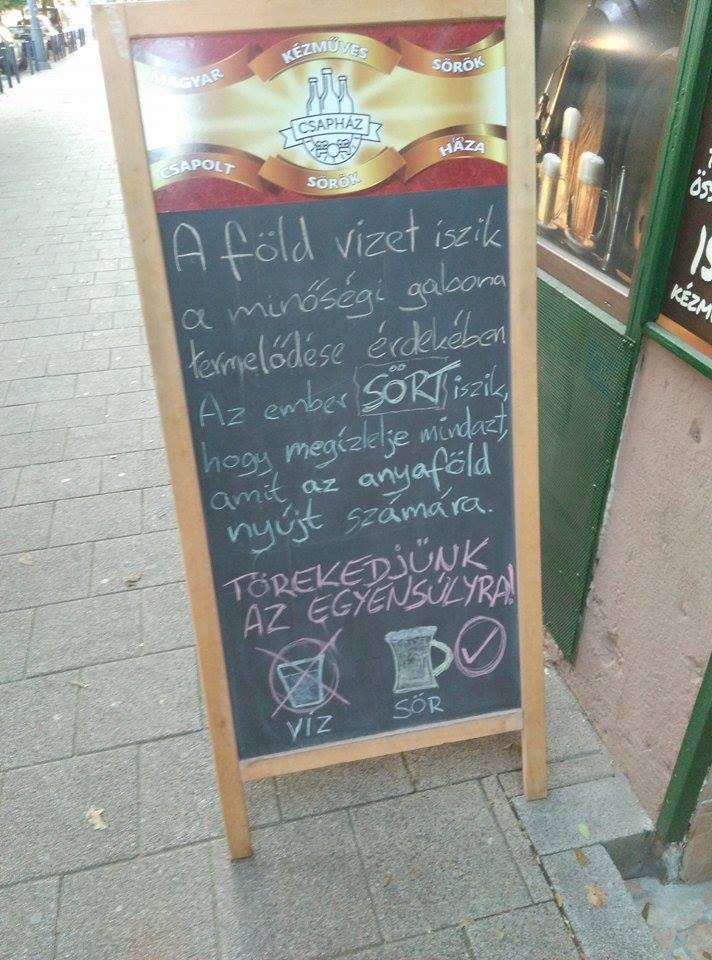 MAGYAR KÉZMŰVES SÖRÖK
CSAPHÁZ
CSAPOLT SÖRÖK HÁZA
A föld vizet iszik
a minőségi gabona
termelődése érdekében
Az ember SÖRT iszik,
hogy megízlelje mindazt,
amit az anyaföld
nyújt számára.
TÖREKEDJÜNK
AZ EGYENSÚLYRA!
VÍZ SÖR